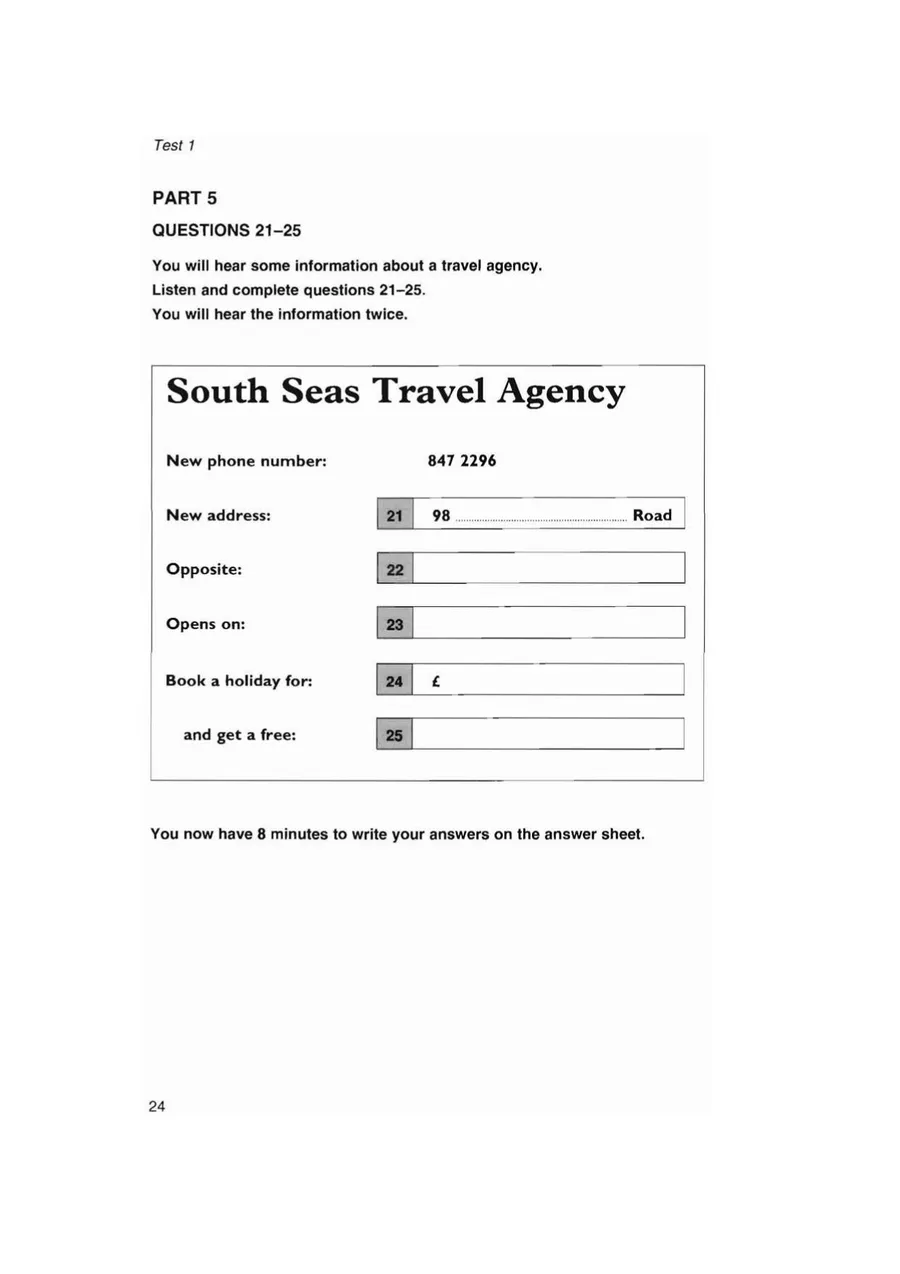 Test 1
PART 5
QUESTIONS 21–25
You will hear some information about a travel agency.
Listen and complete questions 21–25.
You will hear the information twice.
South Seas Travel Agency
New phone number: 847 2296
New address: 21 98 ........................................................ Road
Opposite: 22
Opens on: 23
Book a holiday for: 24 £
and get a free: 25
You now have 8 minutes to write your answers on the answer sheet.
24